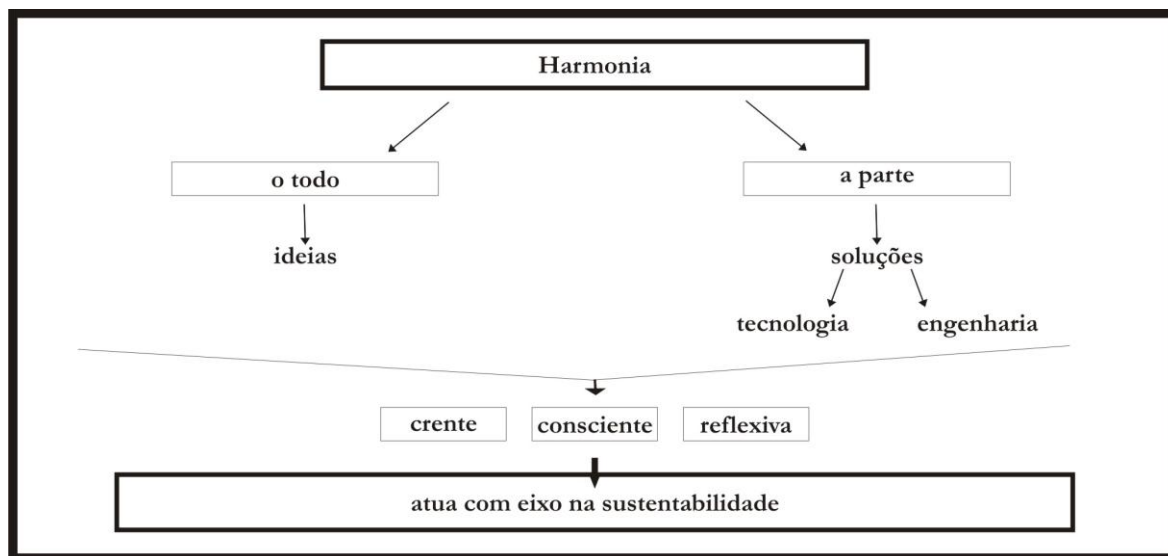 Harmonia
o todo
a parte
ideias
soluções
tecnologia
engenharia
crente
consciente
reflexiva
atua com eixo na sustentabilidade